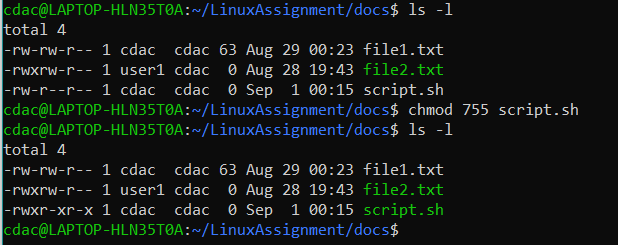 cdac@LAPTOP-HLN35T0A:~/LinuxAssignment/docs$ ls -l
total 4
-rw-rw-r-- 1 cdac  cdac 63 Aug 29 00:23 file1.txt
-rwxrw-r-- 1 user1 cdac  0 Aug 28 19:43 file2.txt
-rw-r--r-- 1 cdac  cdac  0 Sep  1 00:15 script.sh
cdac@LAPTOP-HLN35T0A:~/LinuxAssignment/docs$ chmod 755 script.sh
cdac@LAPTOP-HLN35T0A:~/LinuxAssignment/docs$ ls -l
total 4
-rw-rw-r-- 1 cdac  cdac 63 Aug 29 00:23 file1.txt
-rwxrw-r-- 1 user1 cdac  0 Aug 28 19:43 file2.txt
-rwxr-xr-x 1 cdac  cdac  0 Sep  1 00:15 script.sh
cdac@LAPTOP-HLN35T0A:~/LinuxAssignment/docs$